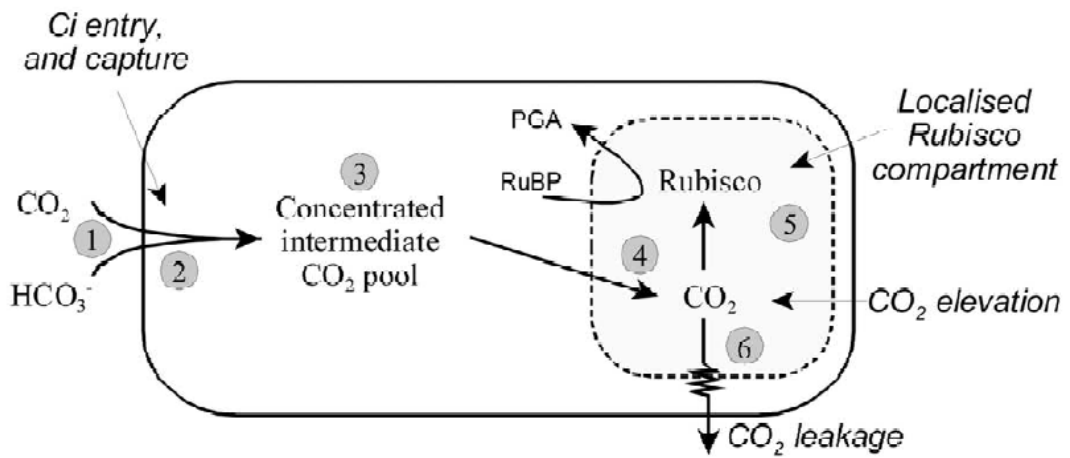 Ci entry,
and capture
CO₂
HCO₃⁻
1
2
3
Concentrated
intermediate
CO₂ pool
PGA
RuBP
Rubisco
4
5
CO₂
6
Localised
Rubisco
compartment
CO₂ elevation
CO₂ leakage